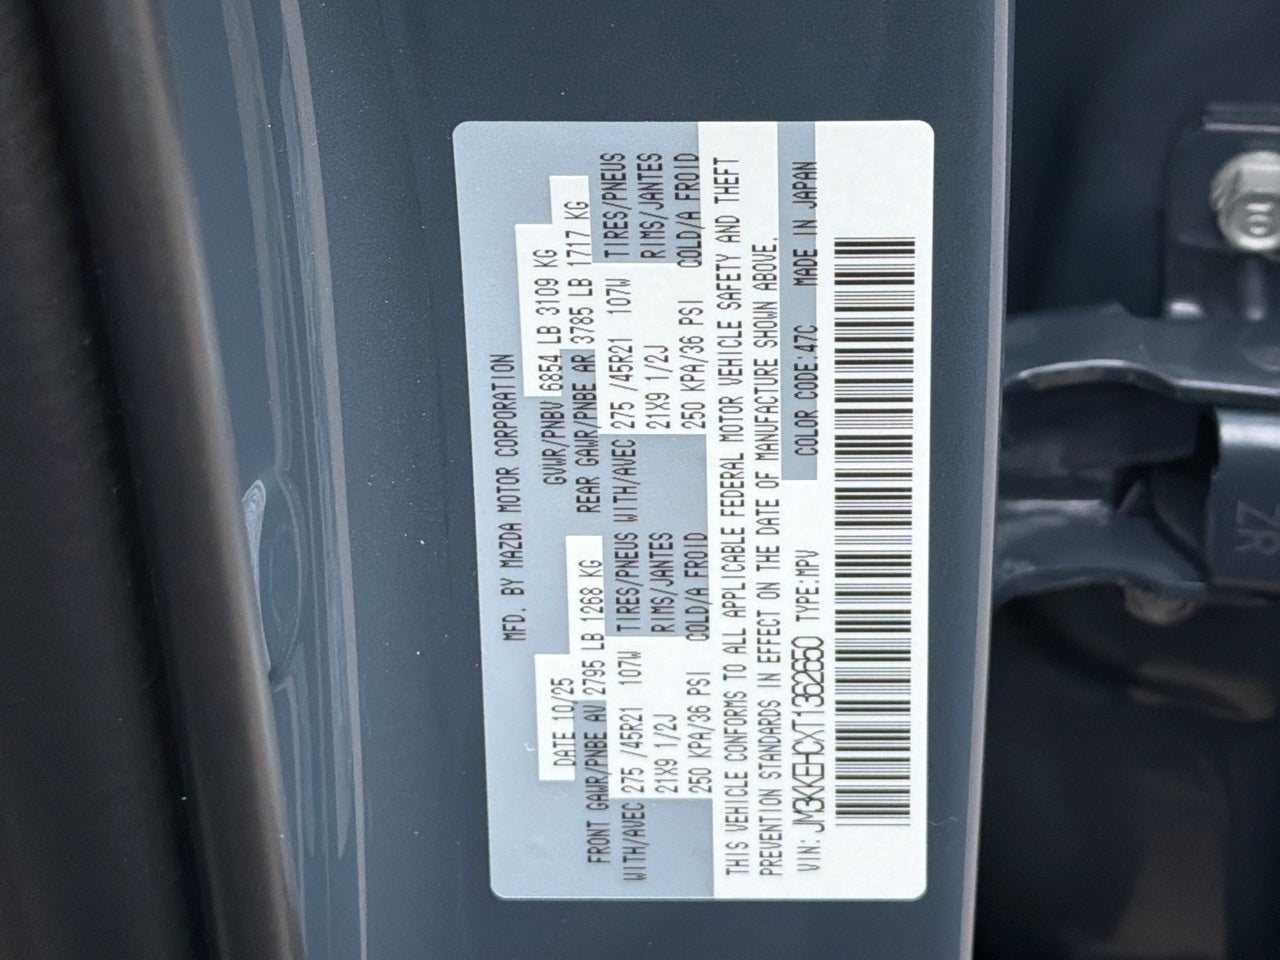 MFD. BY MAZDA MOTOR CORPORATION
DATE 10/25 GVWR/PNBV 6854 LB 3109 KG
FRONT GAWR/PNBE AV 2795 LB 1268 KG REAR GAWR/PNBE AR 3785 LB 1717 KG
WITH/AVEC 275 /45R21 107W TIRES/PNEUS WITH/AVEC 275 /45R21 107W TIRES/PNEUS
21X9 1/2J RIMS/JANTES 21X9 1/2J RIMS/JANTES
250 KPA/36 PSI COLD/A FROID 250 KPA/36 PSI COLD/A FROID
THIS VEHICLE CONFORMS TO ALL APPLICABLE FEDERAL MOTOR VEHICLE SAFETY AND THEFT
PREVENTION STANDARDS IN EFFECT ON THE DATE OF MANUFACTURE SHOWN ABOVE.
VIN: JM3KKEHCXT1362650 TYPE:MPV COLOR CODE:47C MADE IN JAPAN